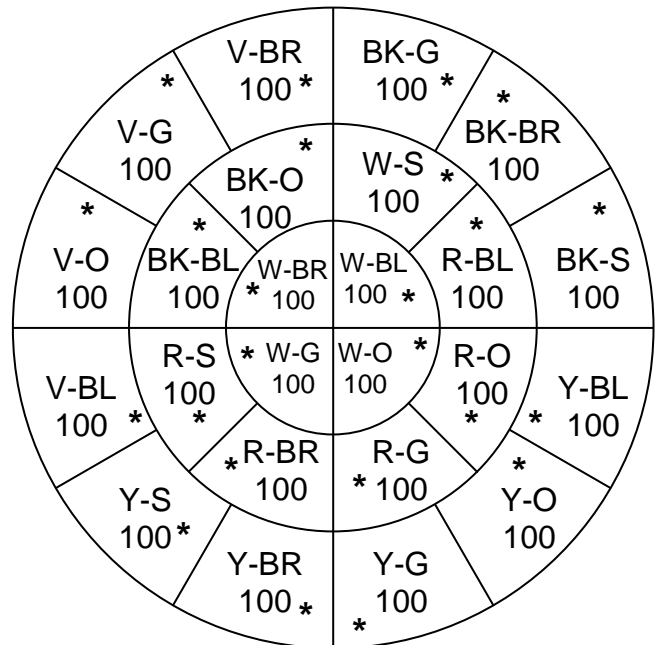 V-BR
100 *
BK-G
100 *
*
V-G
100
*
BK-BR
100
*
BK-O
100
W-S *
100
*
V-O
100
*
BK-BL
100
W-BR
* 100
W-BL
100 *
*
R-BL
100
*
BK-S
100
V-BL
100 *
R-S
100
*
* W-G
100
W-O *
100
R-O
100
*
Y-BL
* 100
Y-S
100 *
* R-BR
100
R-G
* 100
*
Y-O
100
Y-BR
100 *
Y-G
100
*